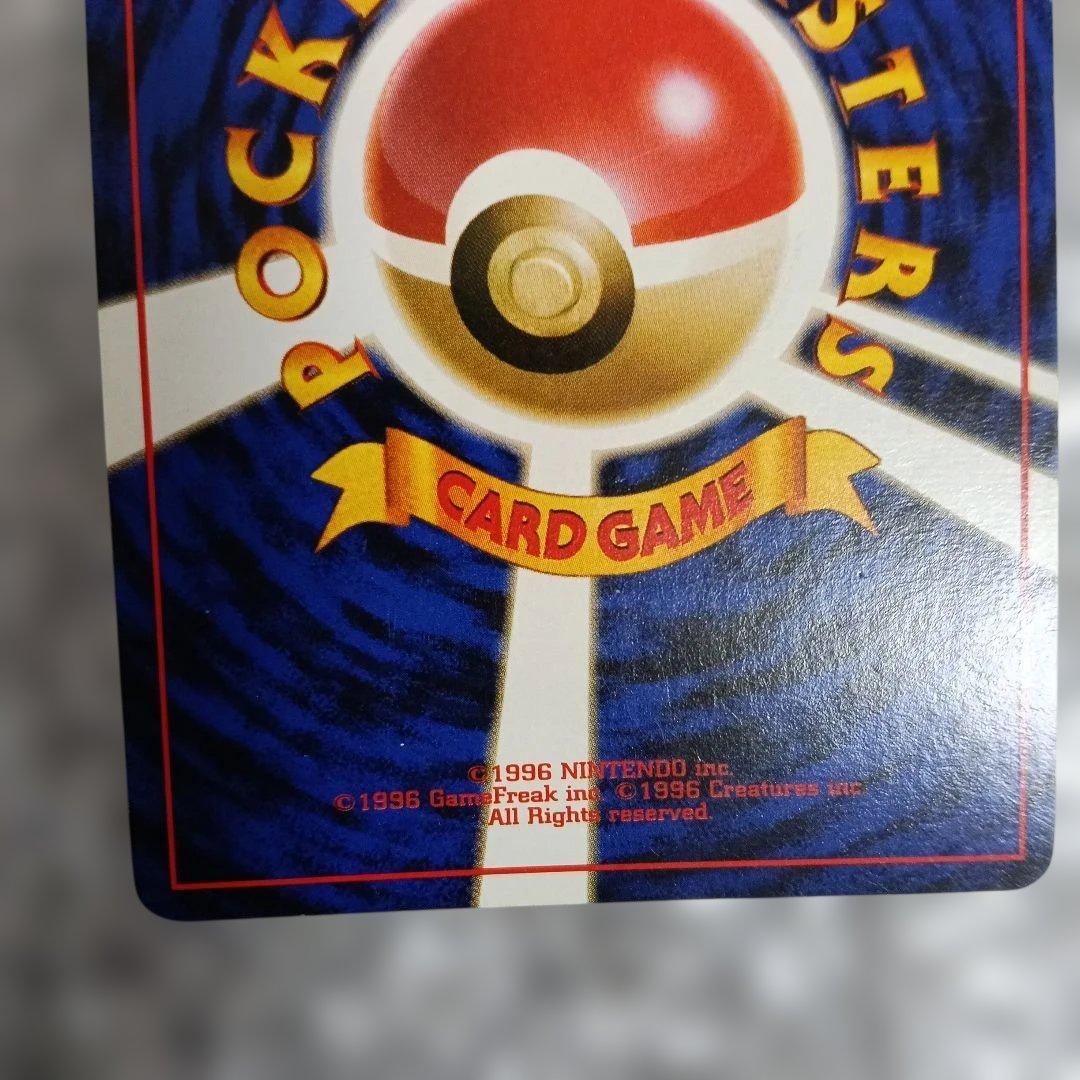 POCK
STERS
CARD GAME
©1996 NINTENDO inc.
©1996 GameFreak inc. ©1996 Creatures inc.
All Rights reserved.